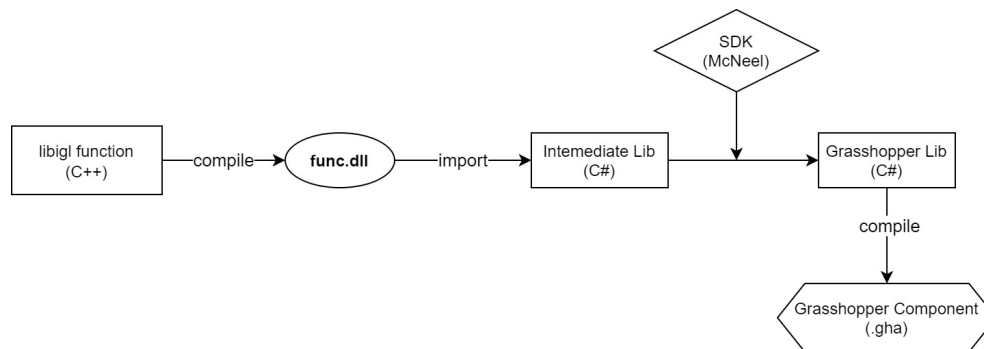 SDK
(McNeel)
libigl function
(C++)
compile
func.dll
import
Intemediate Lib
(C#)
Grasshopper Lib
(C#)
compile
Grasshopper Component
(.gha)